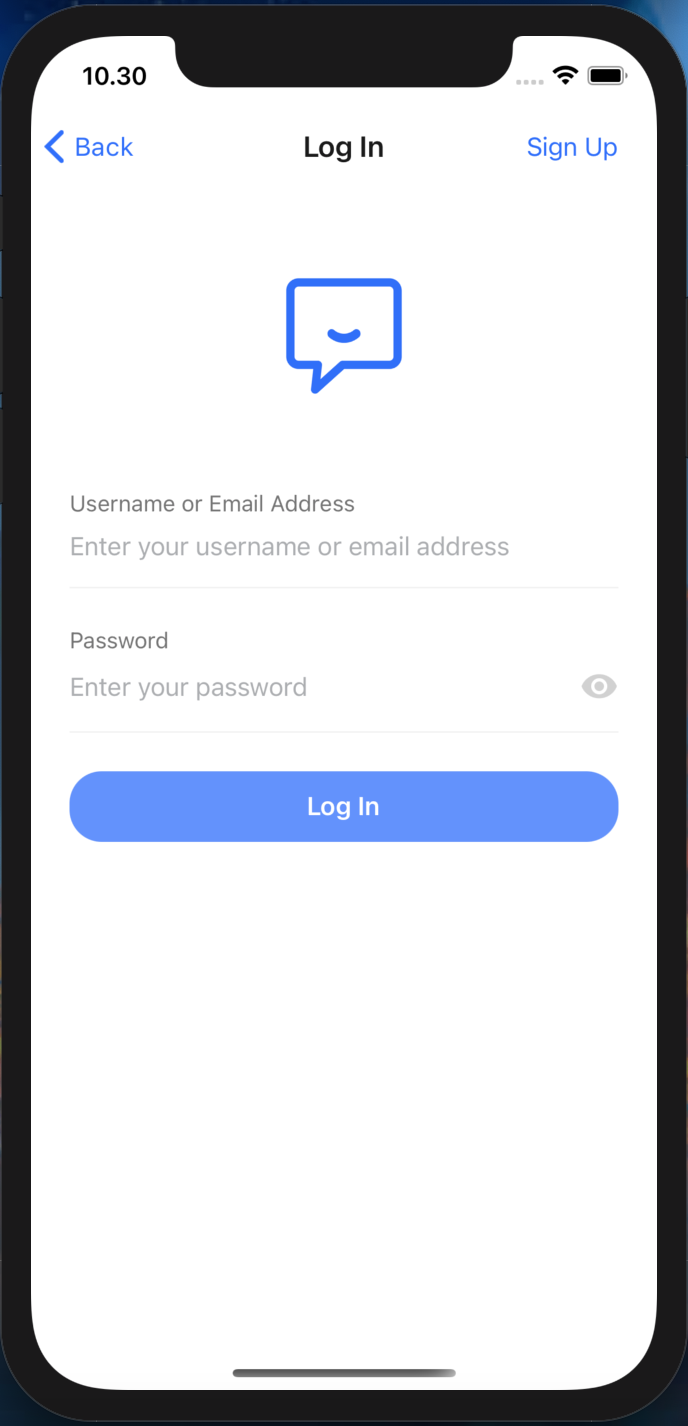 10.30
Back Log In Sign Up
Username or Email Address
Enter your username or email address
Password
Enter your password
Log In